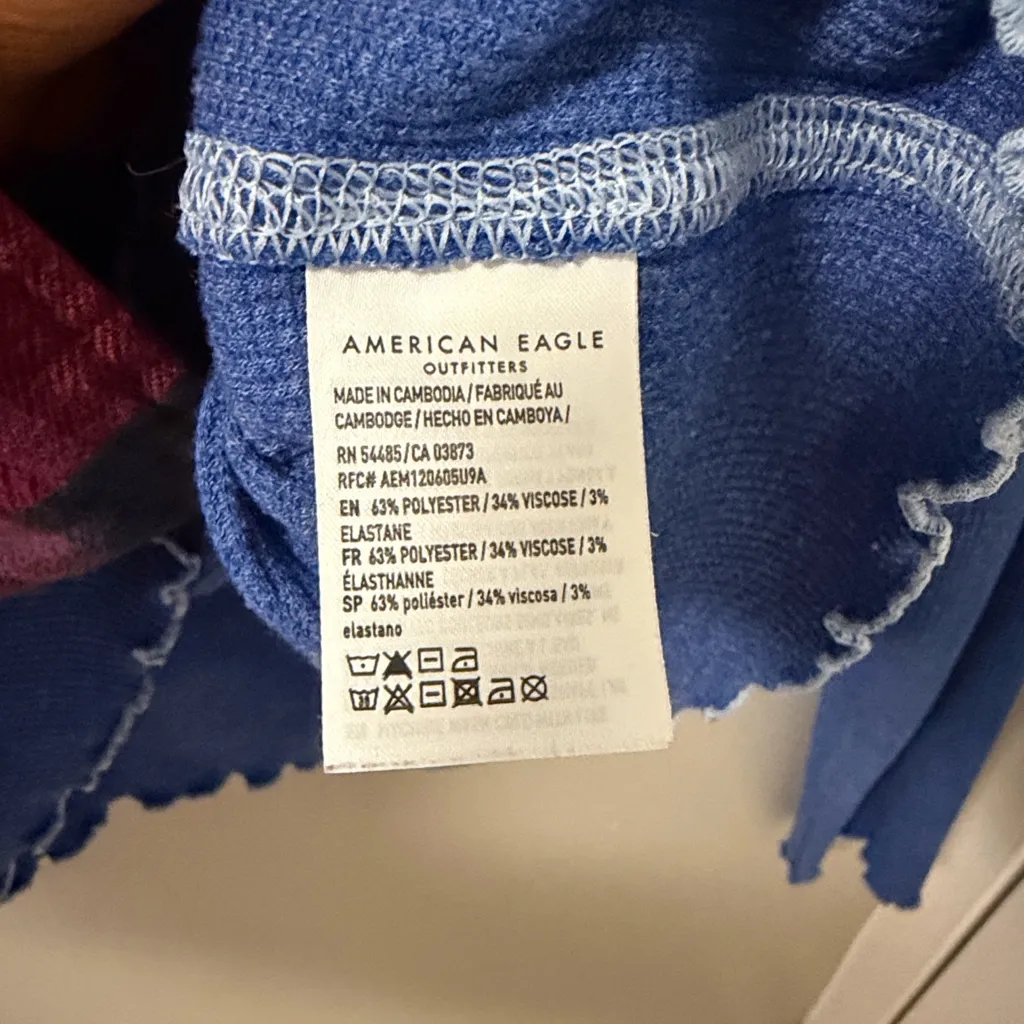 AMERICAN EAGLE
OUTFITTERS
MADE IN CAMBODIA / FABRIQUÉ AU
CAMBODGE / HECHO EN CAMBOYA /
RN 54485 / CA 03873
RFC# AEM120605U9A
EN 63% POLYESTER / 34% VISCOSE / 3%
ELASTANE
FR 63% POLYESTER / 34% VISCOSE / 3%
ÉLASTHANNE
SP 63% poliéster / 34% viscosa / 3%
elastano